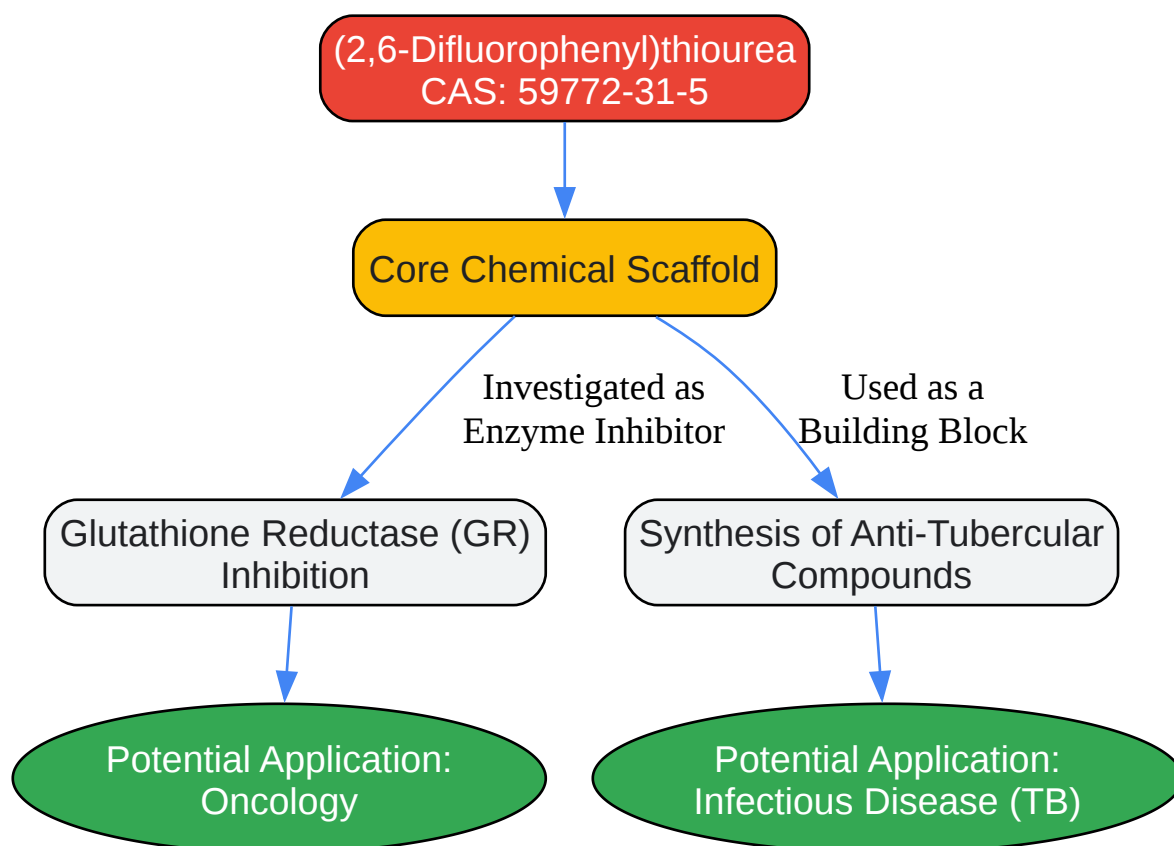 (2,6-Difluorophenyl)thiourea
CAS: 59772-31-5
Core Chemical Scaffold
Investigated as
Enzyme Inhibitor
Used as a
Building Block
Glutathione Reductase (GR)
Inhibition
Synthesis of Anti-Tubercular
Compounds
Potential Application:
Oncology
Potential Application:
Infectious Disease (TB)